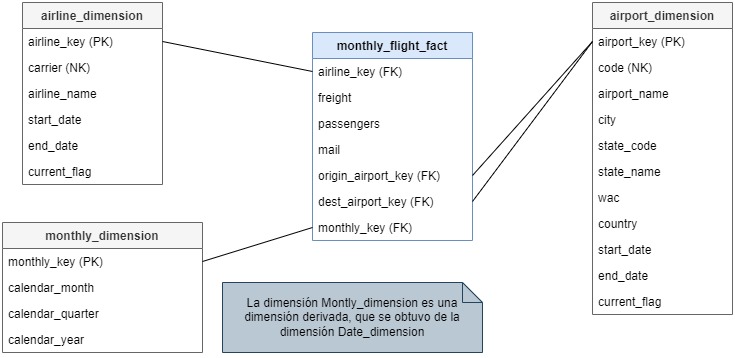 airline_dimension
airline_key (PK)
carrier (NK)
airline_name
start_date
end_date
current_flag
monthly_flight_fact
airline_key (FK)
freight
passengers
mail
origin_airport_key (FK)
dest_airport_key (FK)
monthly_key (FK)
airport_dimension
airport_key (PK)
code (NK)
airport_name
city
state_code
state_name
wac
country
start_date
end_date
current_flag
monthly_dimension
monthly_key (PK)
calendar_month
calendar_quarter
calendar_year
La dimensión Montly_dimension es una
dimensión derivada, que se obtuvo de la
dimensión Date_dimension